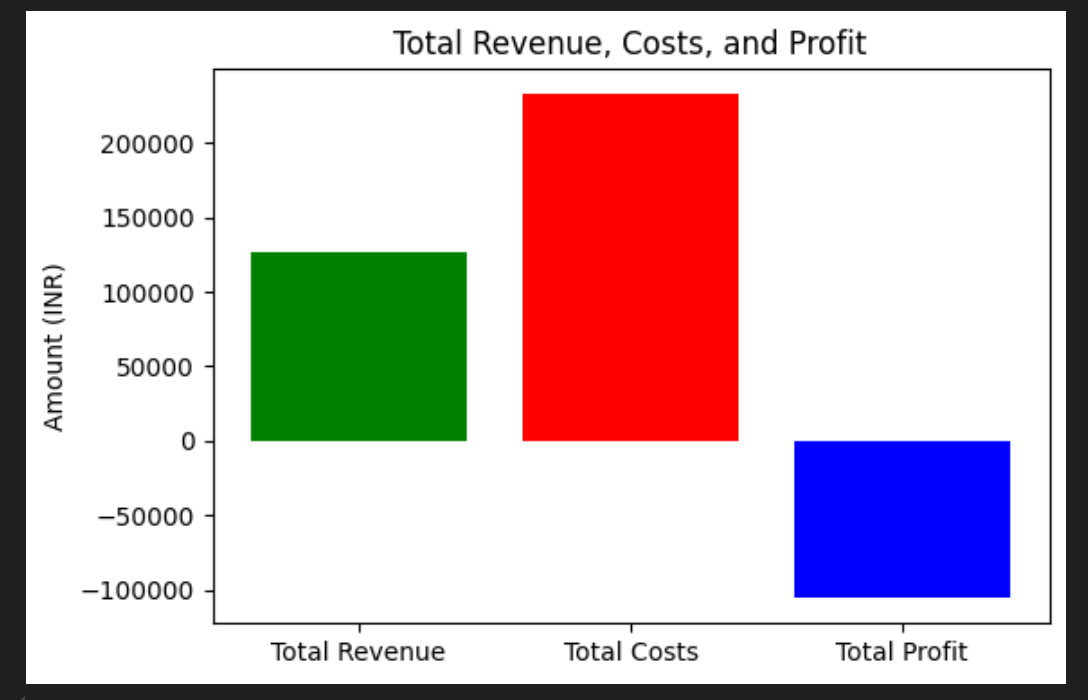 Total Revenue, Costs, and Profit
Amount (INR)
200000
150000
100000
50000
0
−50000
−100000
Total Revenue
Total Costs
Total Profit